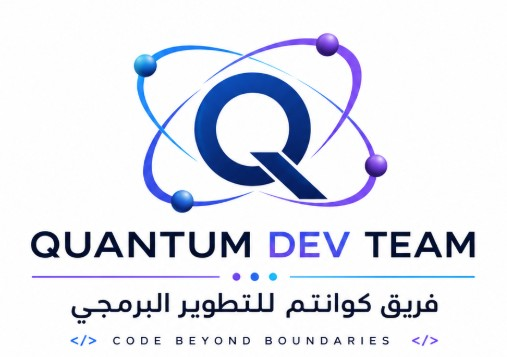 Q
QUANTUM DEV TEAM
فريق كوانتم للتطوير البرمجي
</> CODE BEYOND BOUNDARIES </>